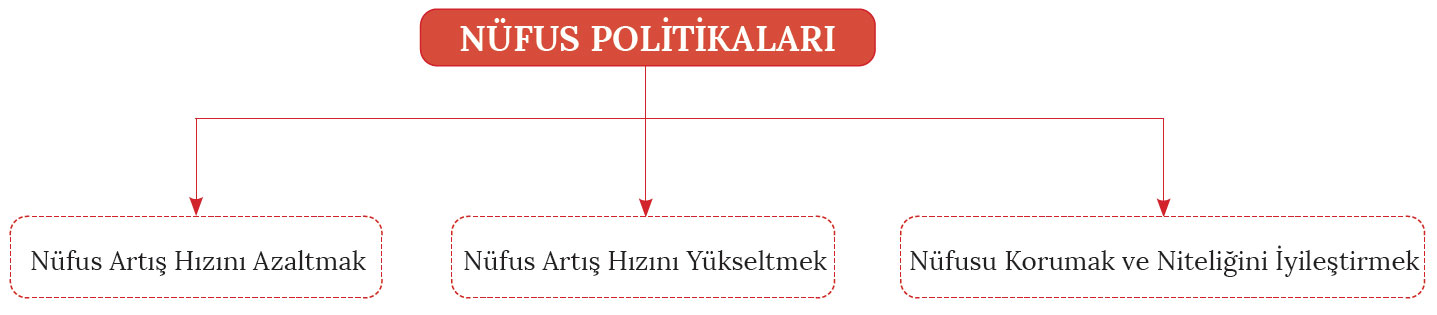 NÜFUS POLİTİKALARI
Nüfus Artış Hızını Azaltmak
Nüfus Artış Hızını Yükseltmek
Nüfusu Korumak ve Niteliğini İyileştirmek